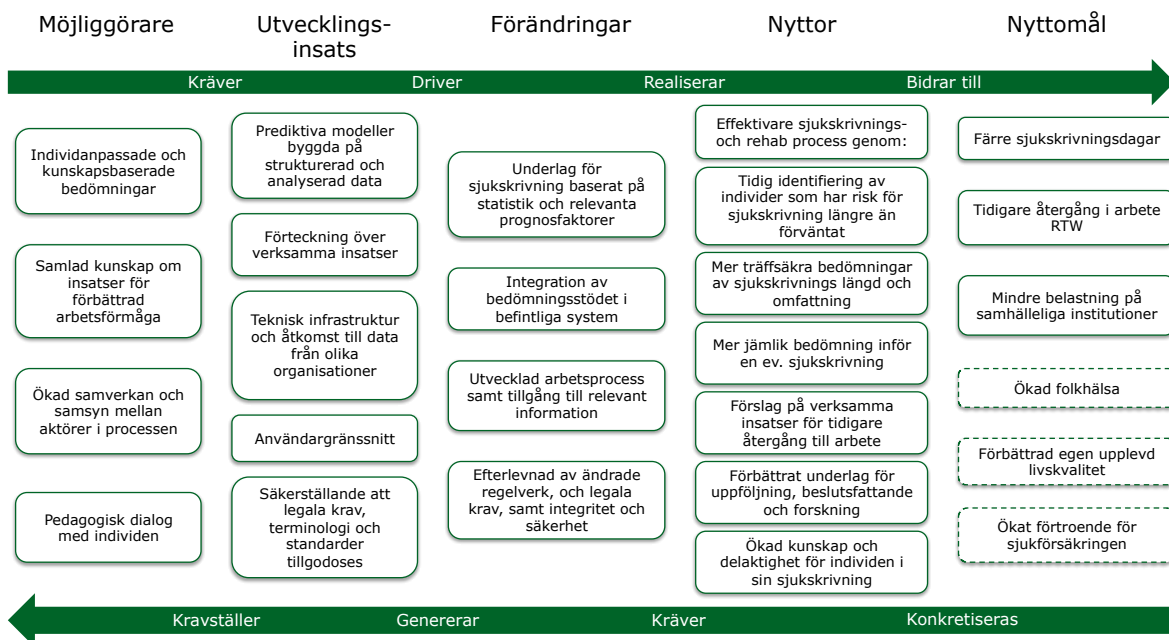 Möjliggörare
Utvecklings-
insats
Förändringar
Nyttor
Nyttomål
Kräver
Driver
Realiserar
Bidrar till
Individanpassade och
kunskapsbaserade
bedömningar
Samlad kunskap om
insatser för
förbättrad
arbetsförmåga
Ökad samverkan och
samsyn mellan
aktörer i processen
Pedagogisk dialog
med individen
Prediktiva modeller
byggda på
strukturerad och
analyserad data
Förteckning över
verksamma insatser
Teknisk infrastruktur
och åtkomst till data
från olika
organisationer
Användargränssnitt
Säkerställande att
legala krav,
terminologi och
standarder
tillgodoses
Underlag för
sjukskrivning baserat på
statistik och relevanta
prognosfaktorer
Integration av
bedömningsstödet i
befintliga system
Utvecklad arbetsprocess
samt tillgång till relevant
information
Efterlevnad av ändrade
regelverk, och legala
krav, samt integritet och
säkerhet
Effektivare sjukskrivnings-
och rehab process genom:
Tidig identifiering av
individer som har risk för
sjukskrivning längre än
förväntat
Mer träffsäkra bedömningar
av sjukskrivnings längd och
omfattning
Mer jämlik bedömning inför
en ev. sjukskrivning
Förslag på verksamma
insatser för tidigare
återgång till arbete
Förbättrat underlag för
uppföljning, beslutsfattande
och forskning
Ökad kunskap och
delaktighet för individen i
sin sjukskrivning
Färre sjukskrivningsdagar
Tidigare återgång i arbete
RTW
Mindre belastning på
samhälleliga institutioner
Ökad folkhälsa
Förbättrad egen upplevd
livskvalitet
Ökat förtroende för
sjukförsäkringen
Kravställer
Genererar
Kräver
Konkretiseras